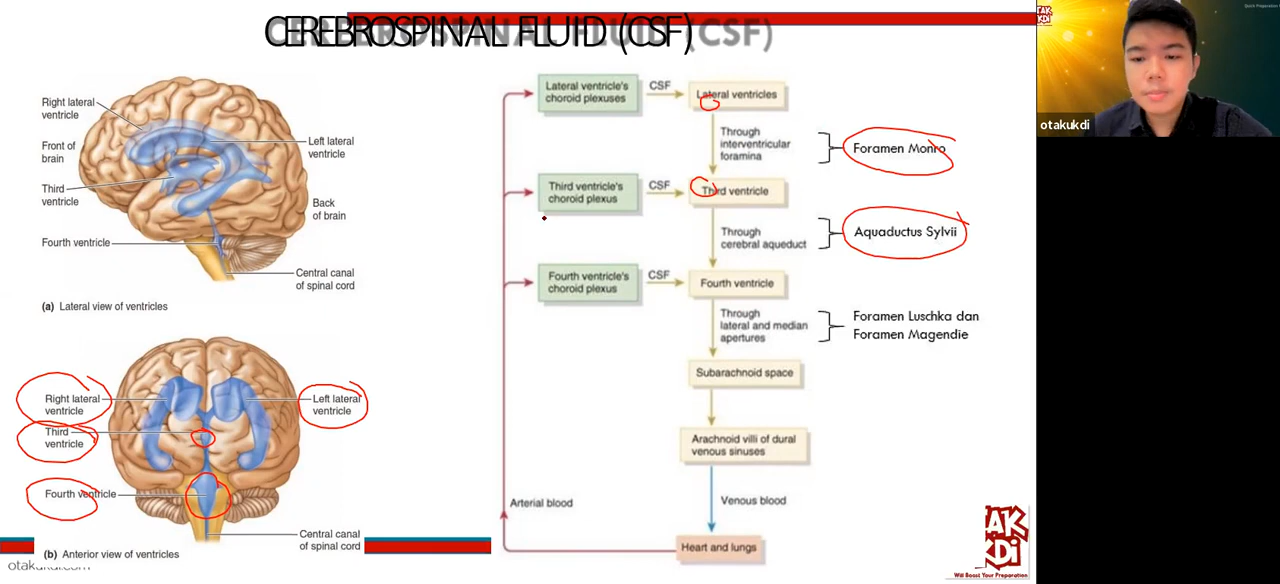 CEREBROSPINAL FLUID (CSF)
Right lateral
ventricle
Front of
brain
Third
ventricle
Fourth ventricle
Left lateral
ventricle
Back
of brain
Central canal
of spinal cord
(a) Lateral view of ventricles
Right lateral
ventricle
Third
ventricle
Fourth ventricle
Left lateral
ventricle
Central canal
of spinal cord
(b) Anterior view of ventricles
otakukdi.com
Lateral ventricle's
choroid plexuses
CSF
Lateral ventricles
Through
interventricular
foramina
Foramen Monro
Third ventricle's
choroid plexus
CSF
Third ventricle
Through
cerebral aqueduct
Aquaductus Sylvii
Fourth ventricle's
choroid plexus
CSF
Fourth ventricle
Through
lateral and median
apertures
Foramen Luschka dan
Foramen Magendie
Subarachnoid space
Arachnoid villi of dural
venous sinuses
Arterial blood
Venous blood
Heart and lungs
AK
KDi
Will Boost Your Preparation
TAK
KDI
otakukdi